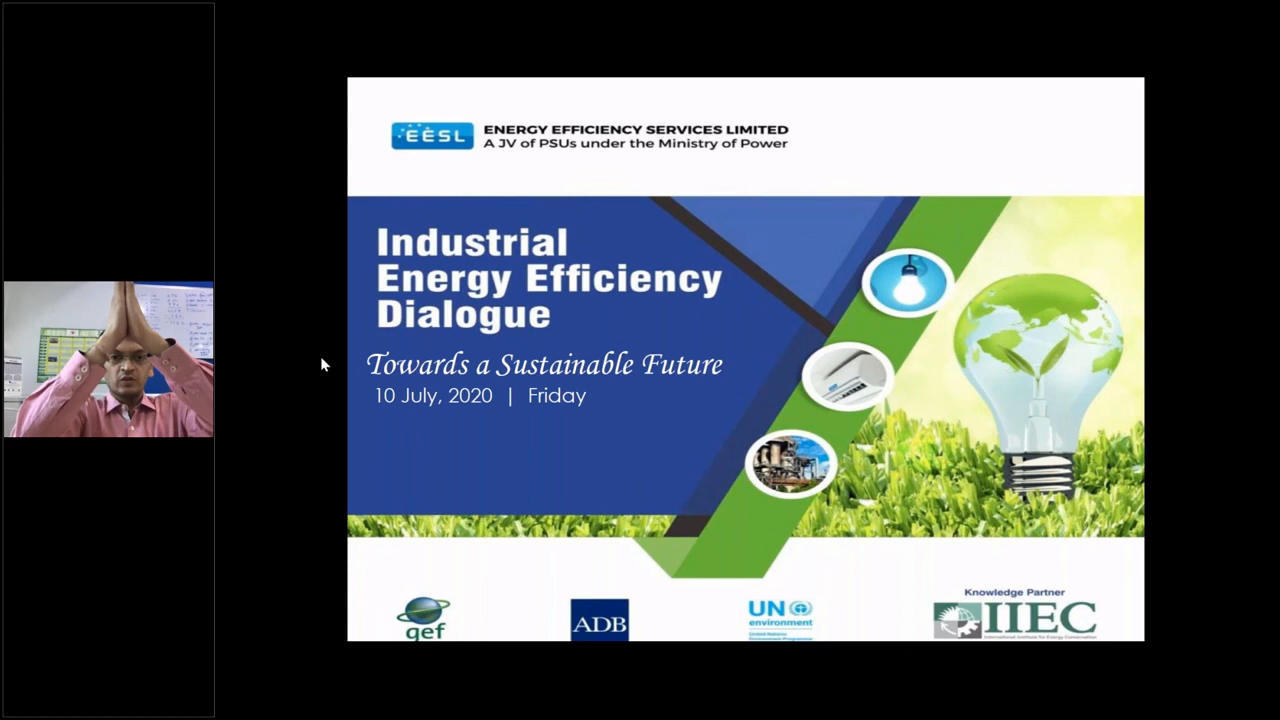 EESL
ENERGY EFFICIENCY SERVICES LIMITED
A JV of PSUs under the Ministry of Power
Industrial
Energy Efficiency
Dialogue
Towards a Sustainable Future
10 July, 2020 | Friday
gef
ADB
UN
environment
United Nations
Environment Programme
Knowledge Partner
IIEC
International Institute for Energy Conservation